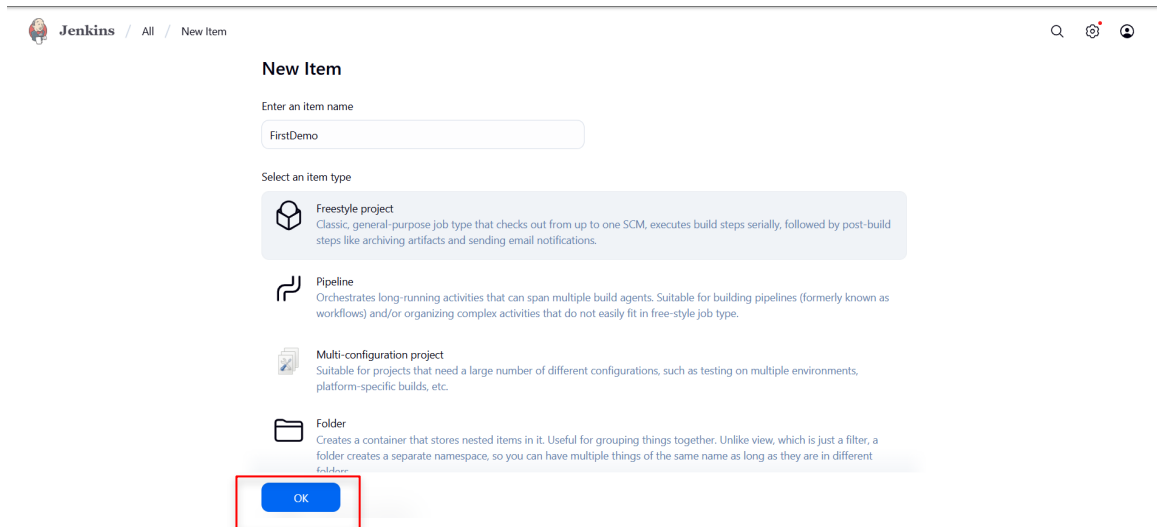 Jenkins / All / New Item
New Item
Enter an item name
FirstDemo
Select an item type
Freestyle project
Classic, general-purpose job type that checks out from up to one SCM, executes build steps serially, followed by post-build
steps like archiving artifacts and sending email notifications.
Pipeline
Orchestrates long-running activities that can span multiple build agents. Suitable for building pipelines (formerly known as
workflows) and/or organizing complex activities that do not easily fit in free-style job type.
Multi-configuration project
Suitable for projects that need a large number of different configurations, such as testing on multiple environments,
platform-specific builds, etc.
Folder
Creates a container that stores nested items in it. Useful for grouping things together. Unlike view, which is just a filter, a
folder creates a separate namespace, so you can have multiple things of the same name as long as they are in different
folders.
OK